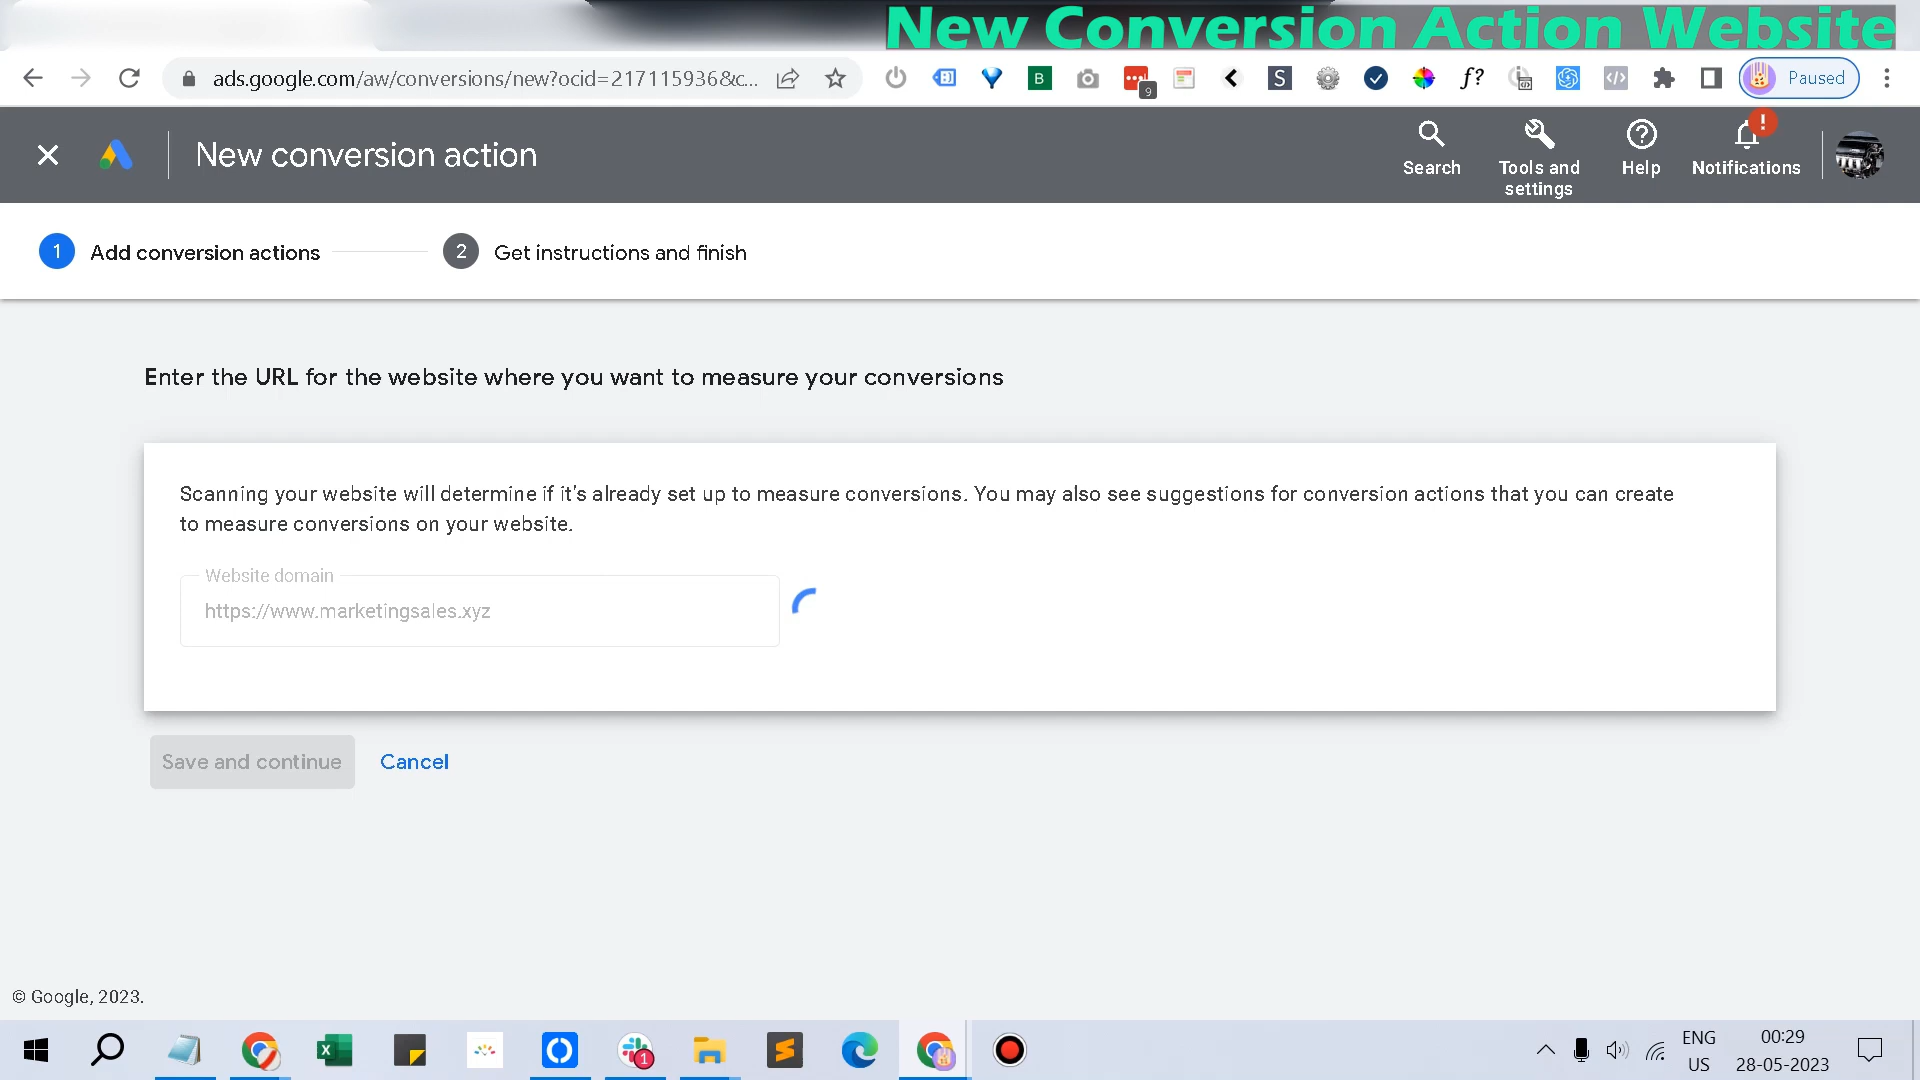 New Conversion Action Website
ads.google.com/aw/conversions/new?ocid=217115936&c...
B
9
S
f?
Paused
New conversion action
Search
Tools and
settings
Help
!
Notifications
1 Add conversion actions
2 Get instructions and finish
Enter the URL for the website where you want to measure your conversions
Scanning your website will determine if it's already set up to measure conversions. You may also see suggestions for conversion actions that you can create
to measure conversions on your website.
Website domain
https://www.marketingsales.xyz
Save and continue
Cancel
© Google, 2023.
1
ENG
US
00:29
28-05-2023